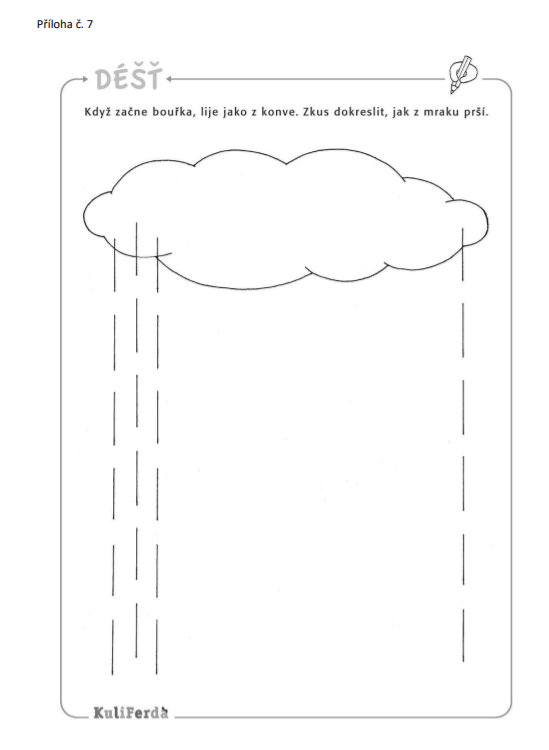 Příloha č. 7
DÉŠŤ
Když začne bouřka, lije jako z konve. Zkus dokreslit, jak z mraku prší.
KuliFerda